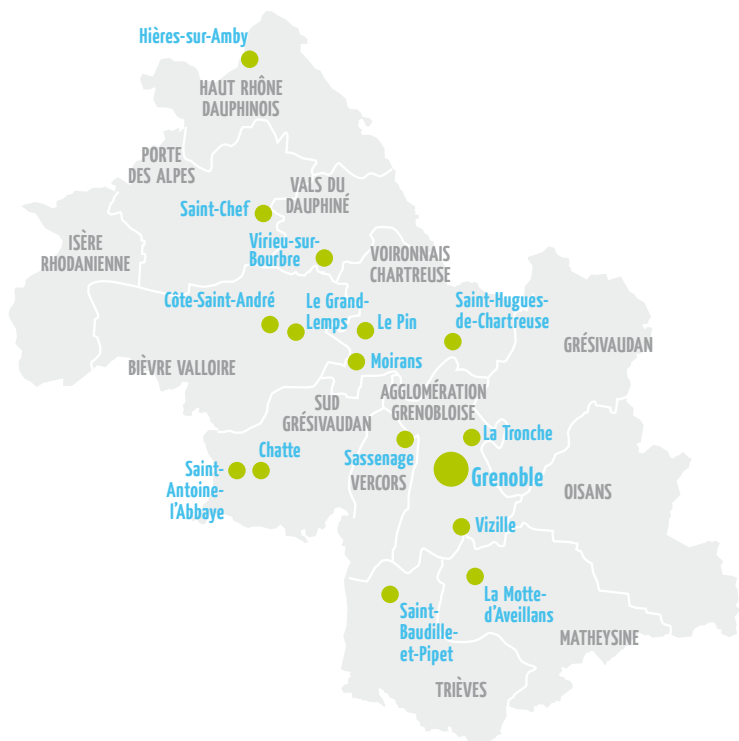 Hières-sur-Amby
HAUT RHÔNE
DAUPHINOIS
PORTE
DES ALPES
VALS DU
DAUPHINÉ
Saint-Chef
ISÈRE
RHODANIENNE
Virieu-sur-
Bourbre
VOIRONNAIS
CHARTREUSE
Côte-Saint-André
Le Grand-
Lemps
Le Pin
Saint-Hugues-
de-Chartreuse
GRÉSIVAUDAN
BIÈVRE VALLOIRE
Moirans
SUD
GRÉSIVAUDAN
AGGLOMÉRATION
GRENOBLOISE
La Tronche
Chatte
Sassenage
Saint-
Antoine-
l'Abbaye
VERCORS
Grenoble
OISANS
Vizille
La Motte-
d'Aveillans
Saint-
Baudille-
et-Pipet
MATHEYSINE
TRIÈVES